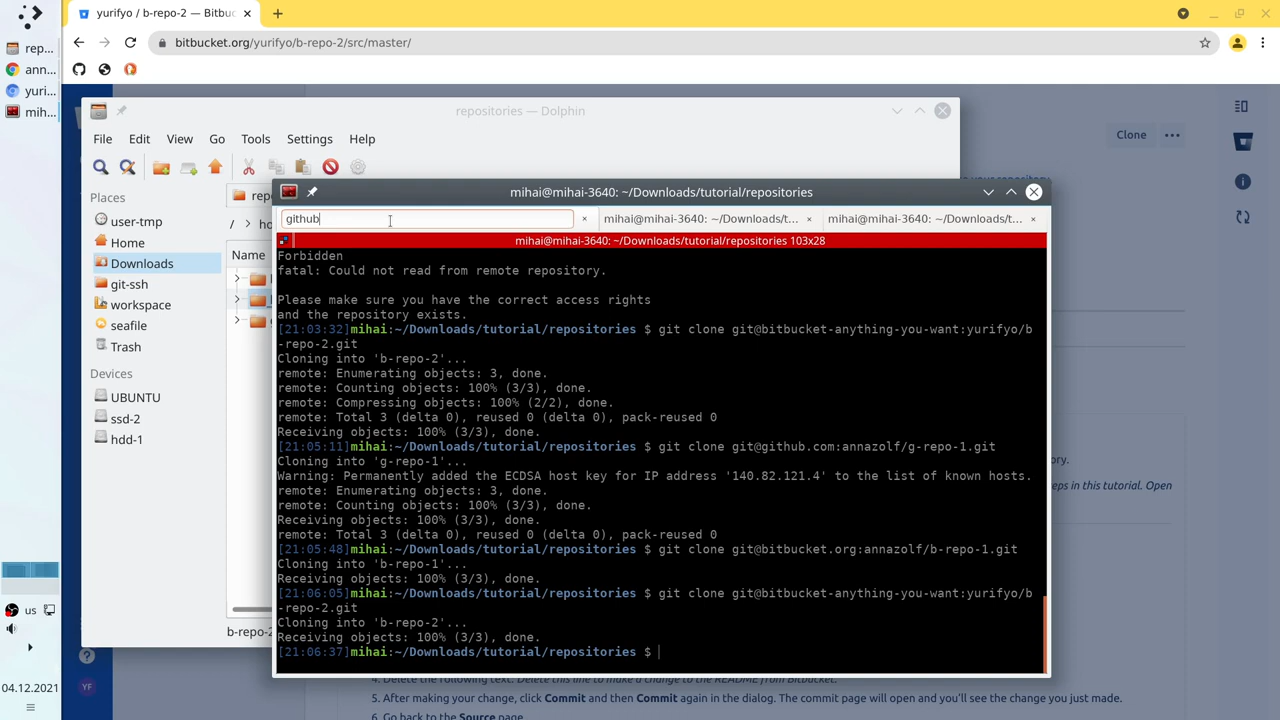 yurifyo / b-repo-2 — Bitbuc
bitbucket.org/yurifyo/b-repo-2/src/master/
rep...
ann...
yuri...
mih...
us
04.12.2021
repositories — Dolphin
File Edit View Go Tools Settings Help
Places
user-tmp
Home
Downloads
git-ssh
workspace
seafile
Trash
Devices
UBUNTU
ssd-2
hdd-1
rep
/ > ho
Name
b-repo-2
Clone
mihai@mihai-3640: ~/Downloads/tutorial/repositories
github
mihai@mihai-3640: ~/Downloads/t...
mihai@mihai-3640: ~/Downloads/t...
mihai@mihai-3640: ~/Downloads/tutorial/repositories 103x28
Forbidden
fatal: Could not read from remote repository.
Please make sure you have the correct access rights
and the repository exists.
[21:03:32]mihai:~/Downloads/tutorial/repositories $ git clone git@bitbucket-anything-you-want:yurifyo/b
-repo-2.git
Cloning into 'b-repo-2'...
remote: Enumerating objects: 3, done.
remote: Counting objects: 100% (3/3), done.
remote: Compressing objects: 100% (2/2), done.
remote: Total 3 (delta 0), reused 0 (delta 0), pack-reused 0
Receiving objects: 100% (3/3), done.
[21:05:11]mihai:~/Downloads/tutorial/repositories $ git clone git@github.com:annazolf/g-repo-1.git
Cloning into 'g-repo-1'...
Warning: Permanently added the ECDSA host key for IP address '140.82.121.4' to the list of known hosts.
remote: Enumerating objects: 3, done.
remote: Counting objects: 100% (3/3), done.
Receiving objects: 100% (3/3), done.
remote: Total 3 (delta 0), reused 0 (delta 0), pack-reused 0
[21:05:48]mihai:~/Downloads/tutorial/repositories $ git clone git@bitbucket.org:annazolf/b-repo-1.git
Cloning into 'b-repo-1'...
Receiving objects: 100% (3/3), done.
[21:06:05]mihai:~/Downloads/tutorial/repositories $ git clone git@bitbucket-anything-you-want:yurifyo/b
-repo-2.git
Cloning into 'b-repo-2'...
Receiving objects: 100% (3/3), done.
[21:06:37]mihai:~/Downloads/tutorial/repositories $
ory.
eps in this tutorial. Open
YF
4. Delete the following text: Delete this line to make a change to the README from Bitbucket.
5. After making your change, click Commit and then Commit again in the dialog. The commit page will open and you'll see the change you just made.
6. Go back to the Source page.